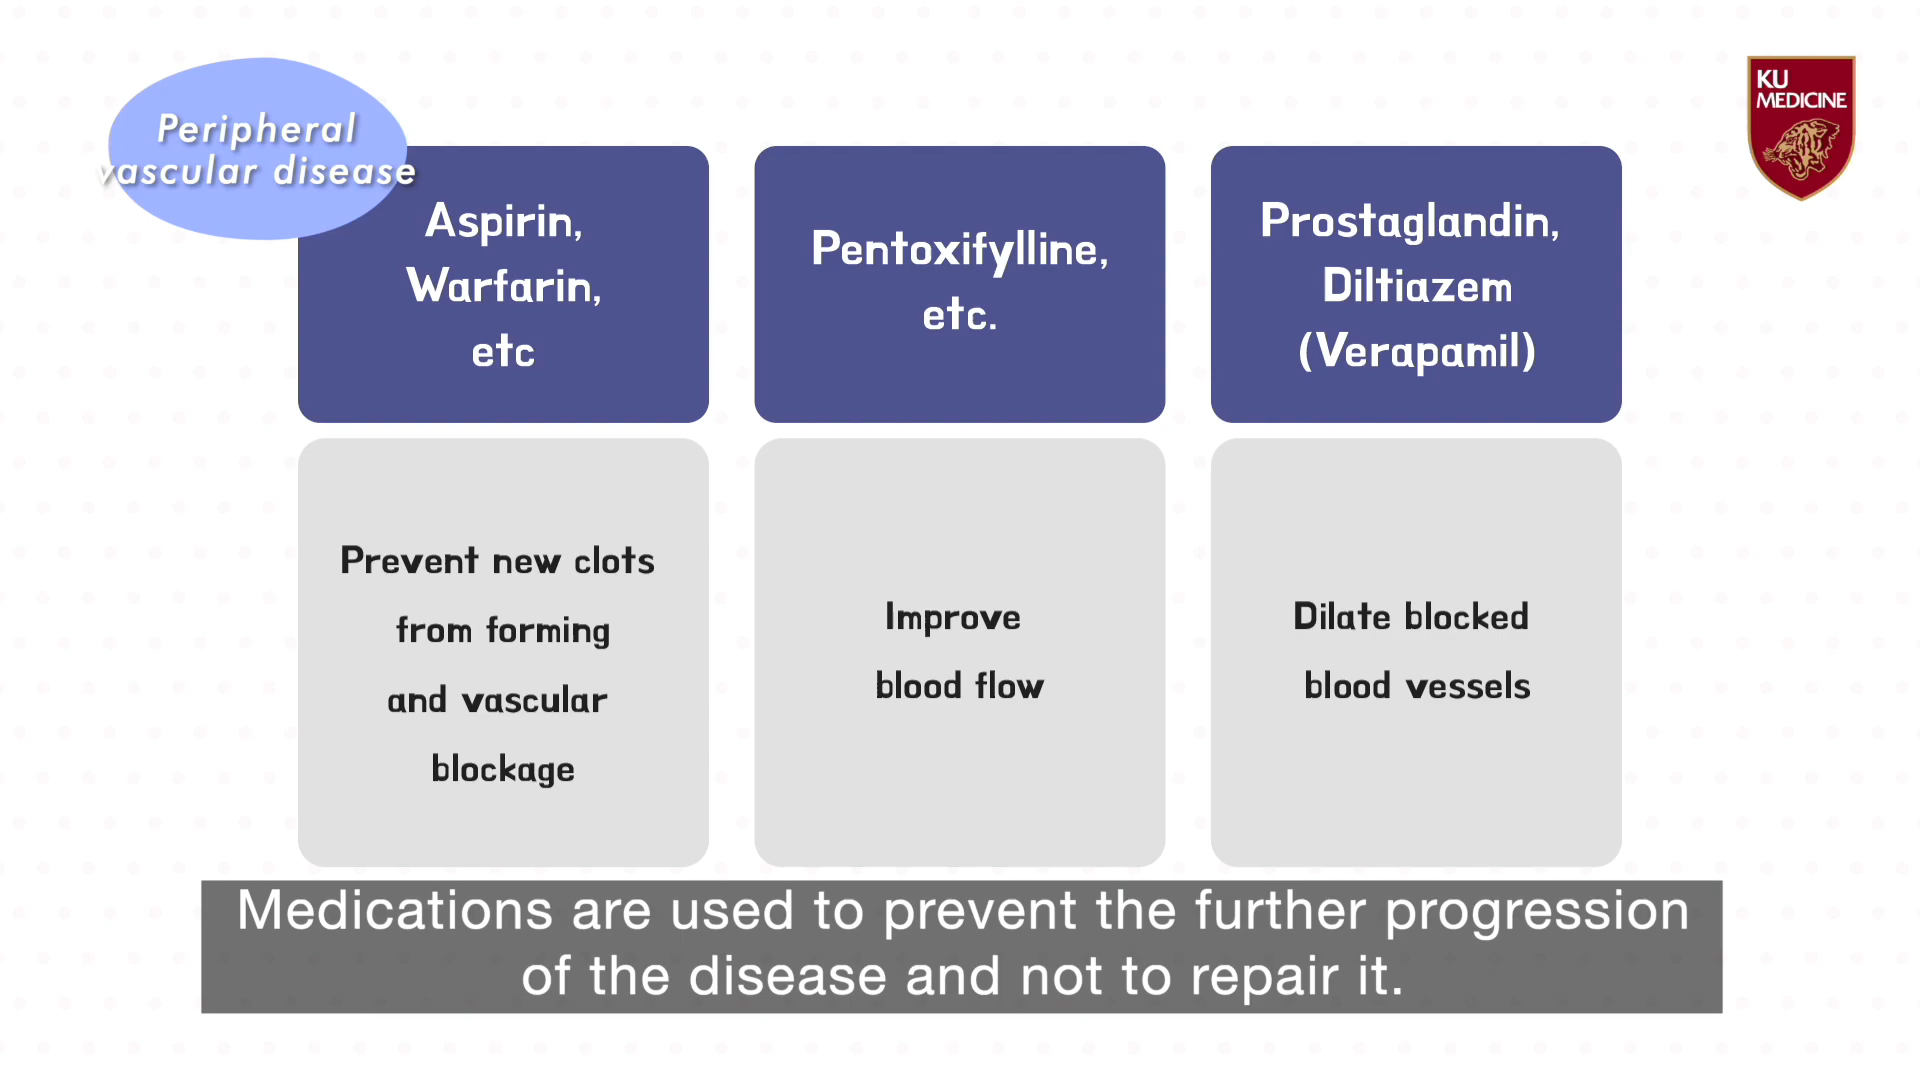 Peripheral
vascular disease
KU
MEDICINE
Aspirin,
Warfarin,
etc
Pentoxifylline,
etc.
Prostaglandin,
Diltiazem
(Verapamil)
Prevent new clots
from forming
and vascular
blockage
Improve
blood flow
Dilate blocked
blood vessels
Medications are used to prevent the further progression
of the disease and not to repair it.